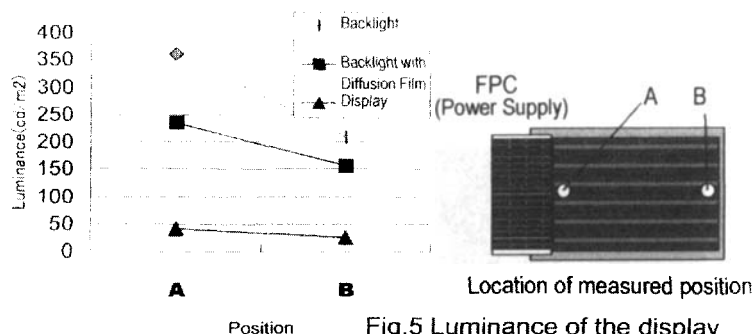 400
350
300
250
200
150
100
50
0
Luminance(cd/m2)
Backlight
Backlight with
Diffusion Film
Display
A
B
Position
FPC
(Power Supply)
A
B
Location of measured position
Fig.5 Luminance of the display